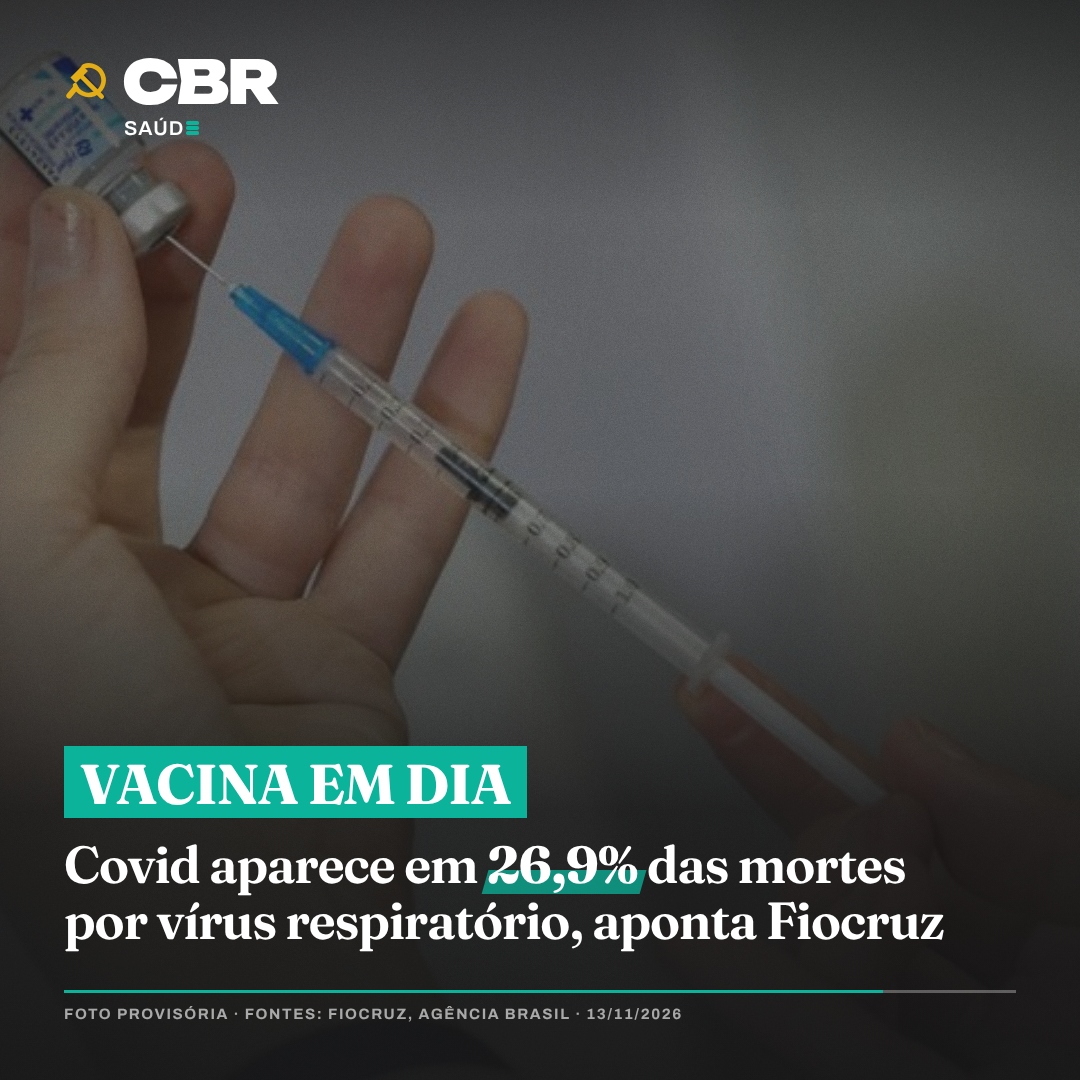 CBR
SAÚDE
VACINA EM DIA
Covid aparece em 26,9% das mortes
por vírus respiratório, aponta Fiocruz
FOTO PROVISÓRIA · FONTES: FIOCRUZ, AGÊNCIA BRASIL · 13/11/2026